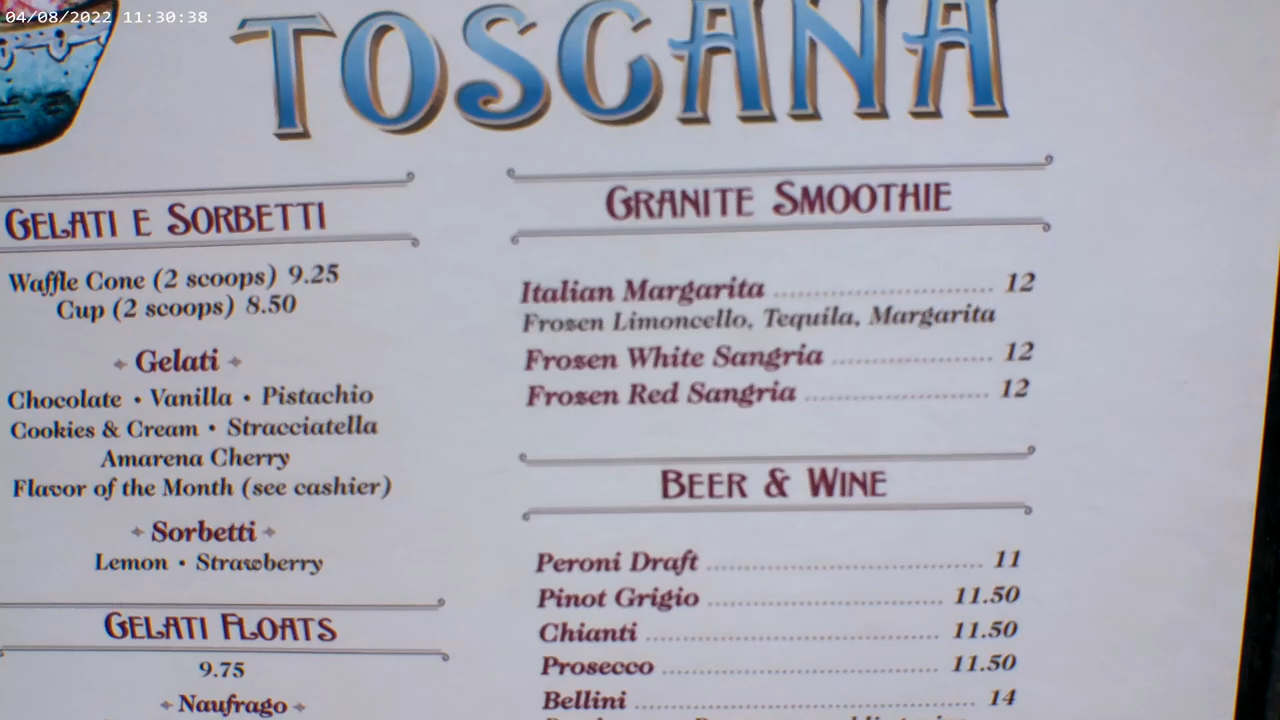 04/08/2022 11:30:38
TOSCANA
GELATI E SORBETTI
Waffle Cone (2 scoops) 9.25
Cup (2 scoops) 8.50
Gelati
Chocolate • Vanilla • Pistachio
Cookies & Cream • Stracciatella
Amarena Cherry
Flavor of the Month (see cashier)
Sorbetti
Lemon • Strawberry
GELATI FLOATS
9.75
Naufrago
GRANITE SMOOTHIE
Italian Margarita 12
Frozen Limoncello, Tequila, Margarita
Frozen White Sangria 12
Frozen Red Sangria 12
BEER & WINE
Peroni Draft 11
Pinot Grigio 11.50
Chianti 11.50
Prosecco 11.50
Bellini 14